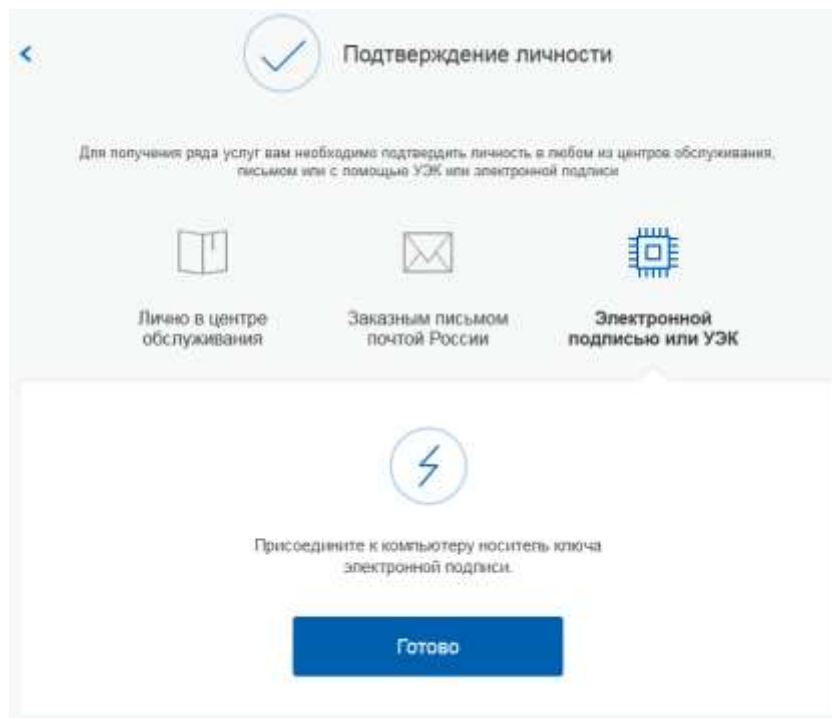 Подтверждение личности
Для получения ряда услуг вам необходимо подтвердить личность в любом из центров обслуживания,
письмом или с помощью УЭК или электронной подписи
Лично в центре
обслуживания
Заказным письмом
почтой России
Электронной
подписью или УЭК
Присоедините к компьютеру носитель ключа
электронной подписи.
Готово